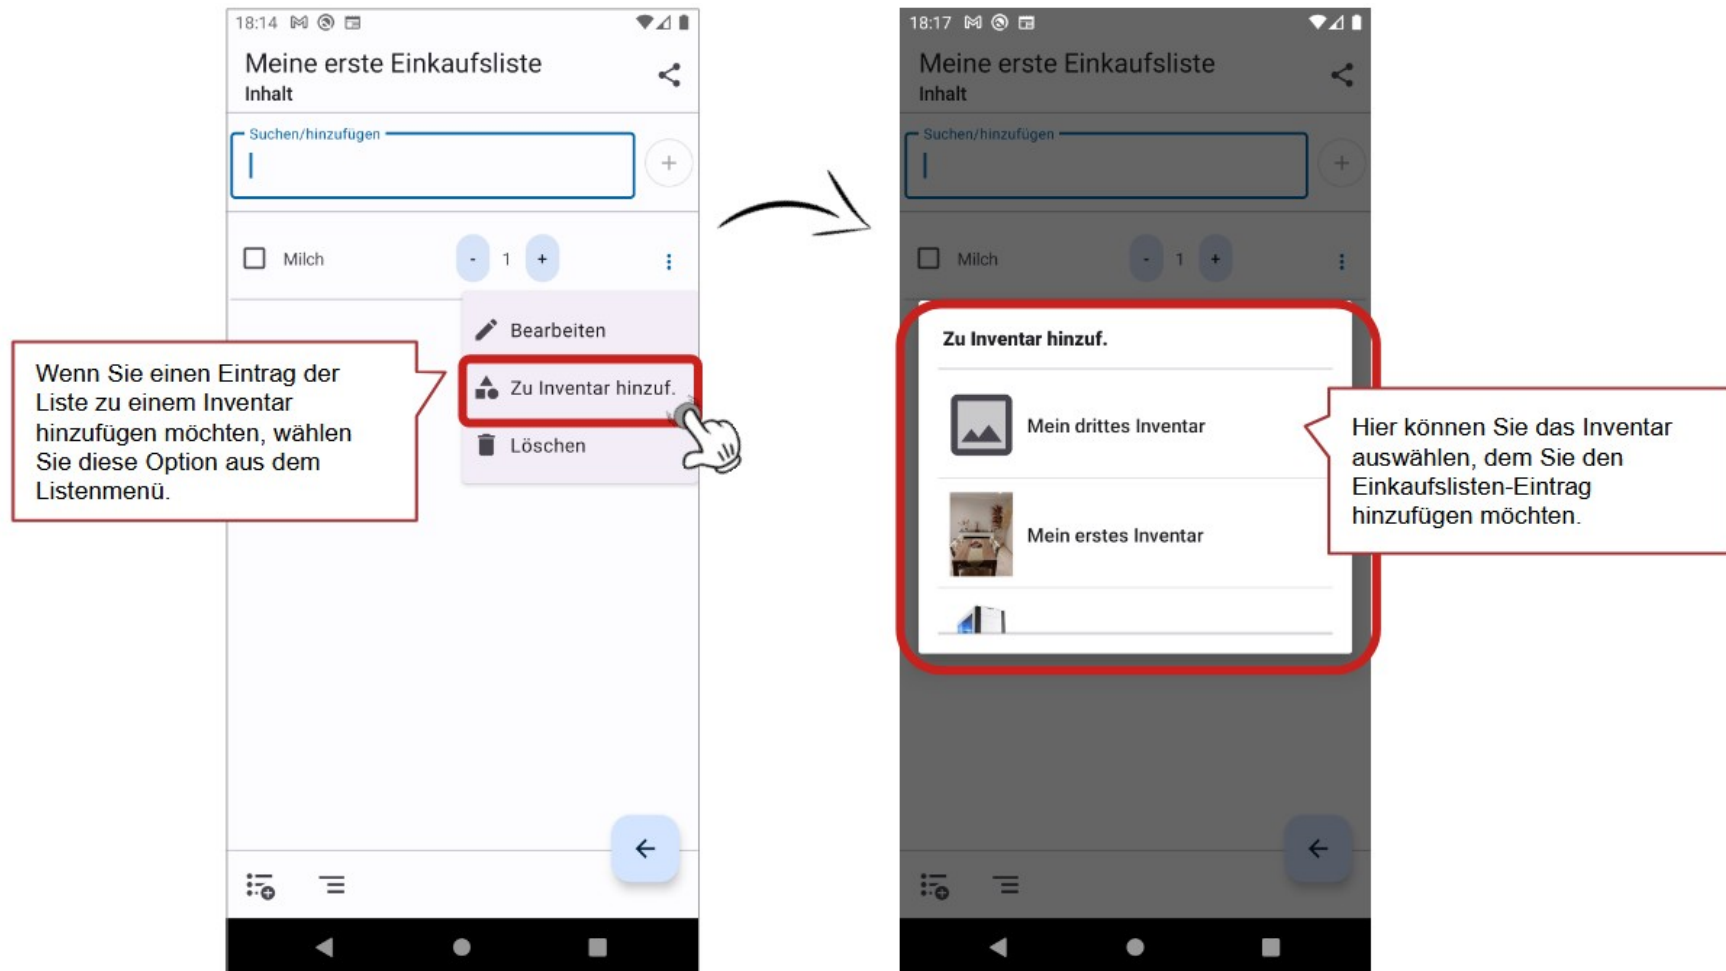 18:14
Meine erste Einkaufsliste
Inhalt
Suchen/hinzufügen
+
Milch
- 1 +
Bearbeiten
Zu Inventar hinzuf.
Löschen
Wenn Sie einen Eintrag der
Liste zu einem Inventar
hinzufügen möchten, wählen
Sie diese Option aus dem
Listenmenü.
18:17
Meine erste Einkaufsliste
Inhalt
Suchen/hinzufügen
+
Milch
- 1 +
Zu Inventar hinzuf.
Mein drittes Inventar
Mein erstes Inventar
Hier können Sie das Inventar
auswählen, dem Sie den
Einkaufslisten-Eintrag
hinzufügen möchten.